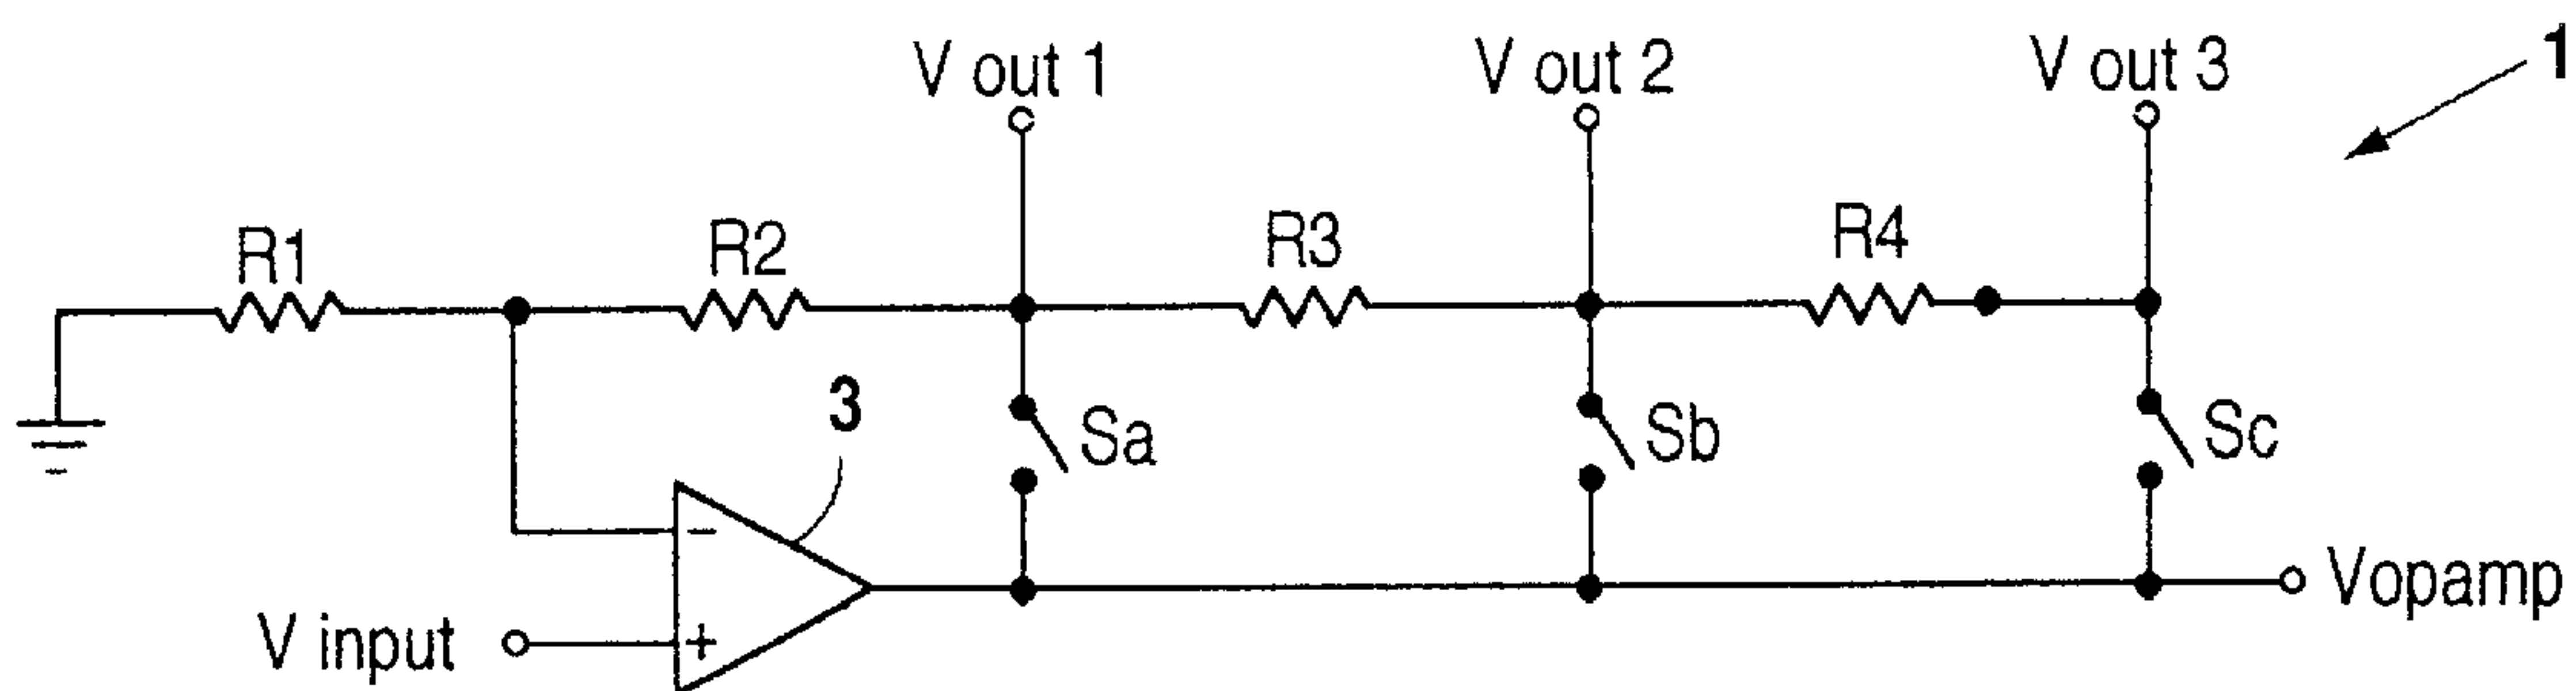 V out 1 V out 2 V out 3 1
R1 R2 R3 R4
3
Sa Sb Sc
−
V input + Vopamp